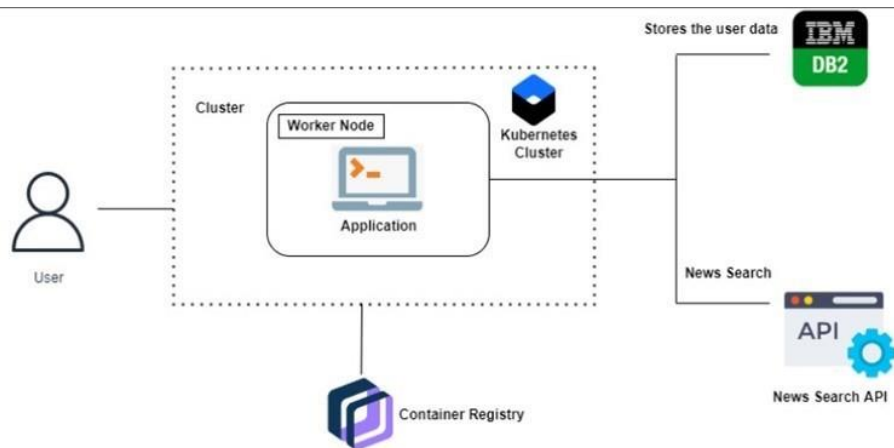 Stores the user data
IBM
DB2
Cluster
Worker Node
Kubernetes
Cluster
Application
User
News Search
API
News Search API
Container Registry